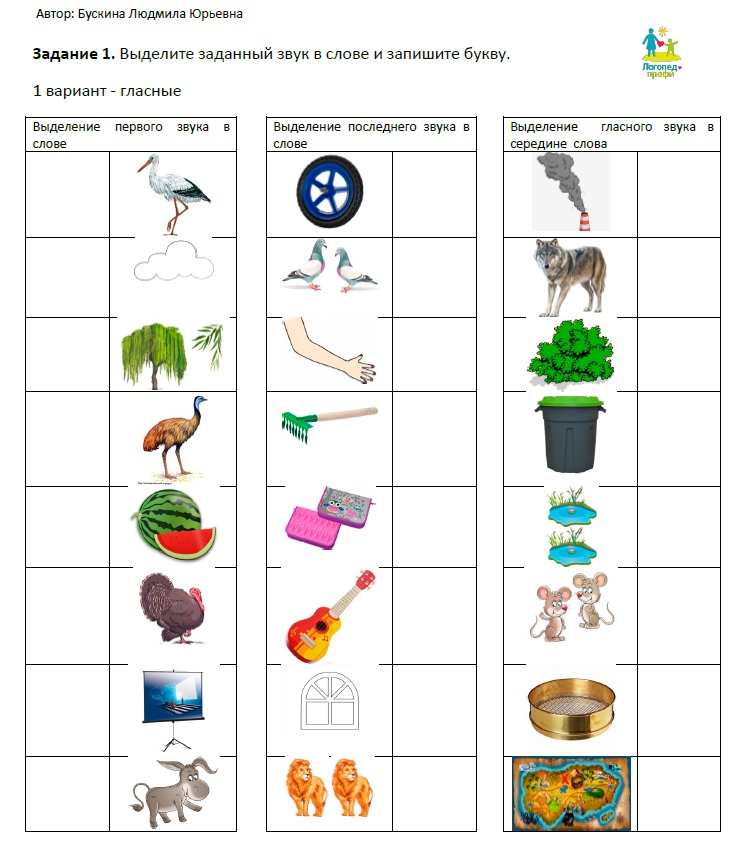 Автор: Бускина Людмила Юрьевна
Логопед
профи
Задание 1. Выделите заданный звук в слове и запишите букву.
1 вариант - гласные
Выделение первого звука в
слове
Выделение последнего звука в
слове
Выделение гласного звука в
середине слова